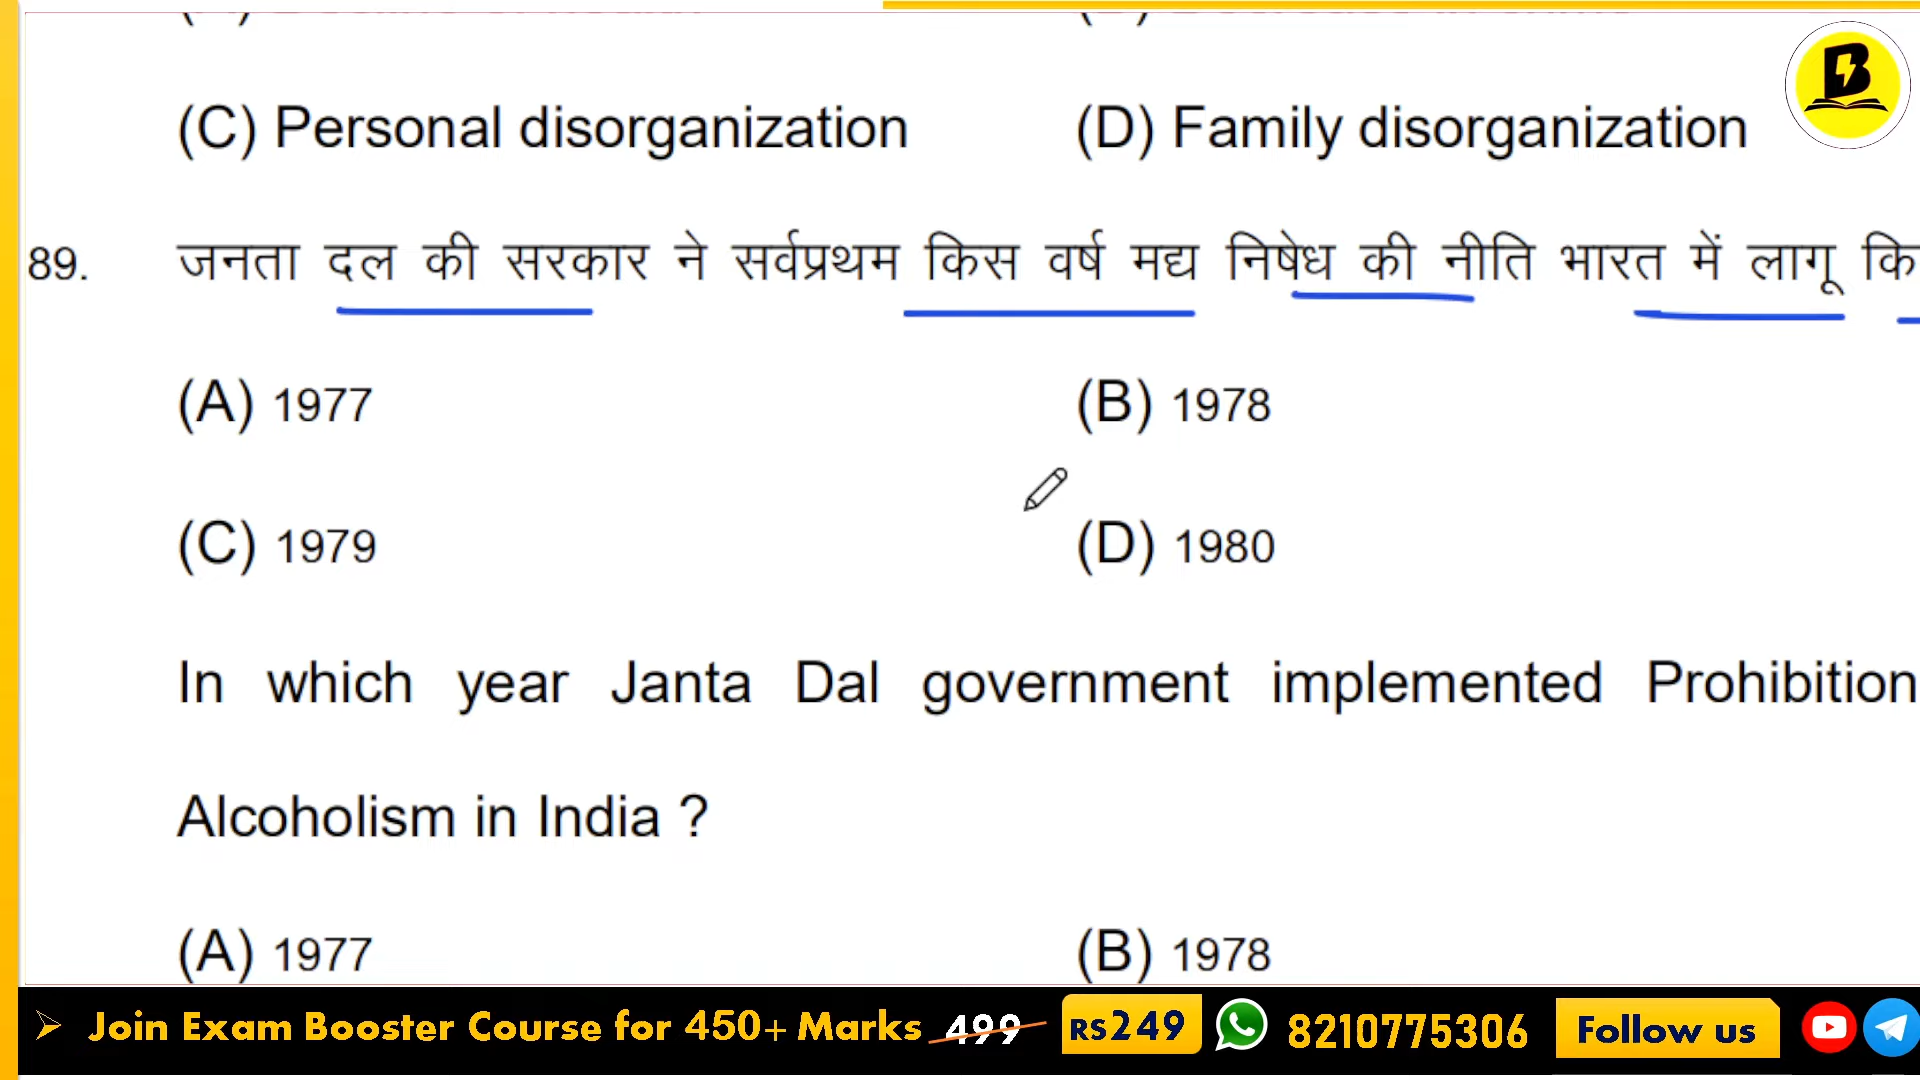 (C) Personal disorganization (D) Family disorganization
89. जनता दल की सरकार ने सर्वप्रथम किस वर्ष मद्य निषेध की नीति भारत में लागू कि
(A) 1977 (B) 1978
(C) 1979 (D) 1980
In which year Janta Dal government implemented Prohibition
Alcoholism in India ?
(A) 1977 (B) 1978
➢ Join Exam Booster Course for 450+ Marks 499 RS249 8210775306 Follow us